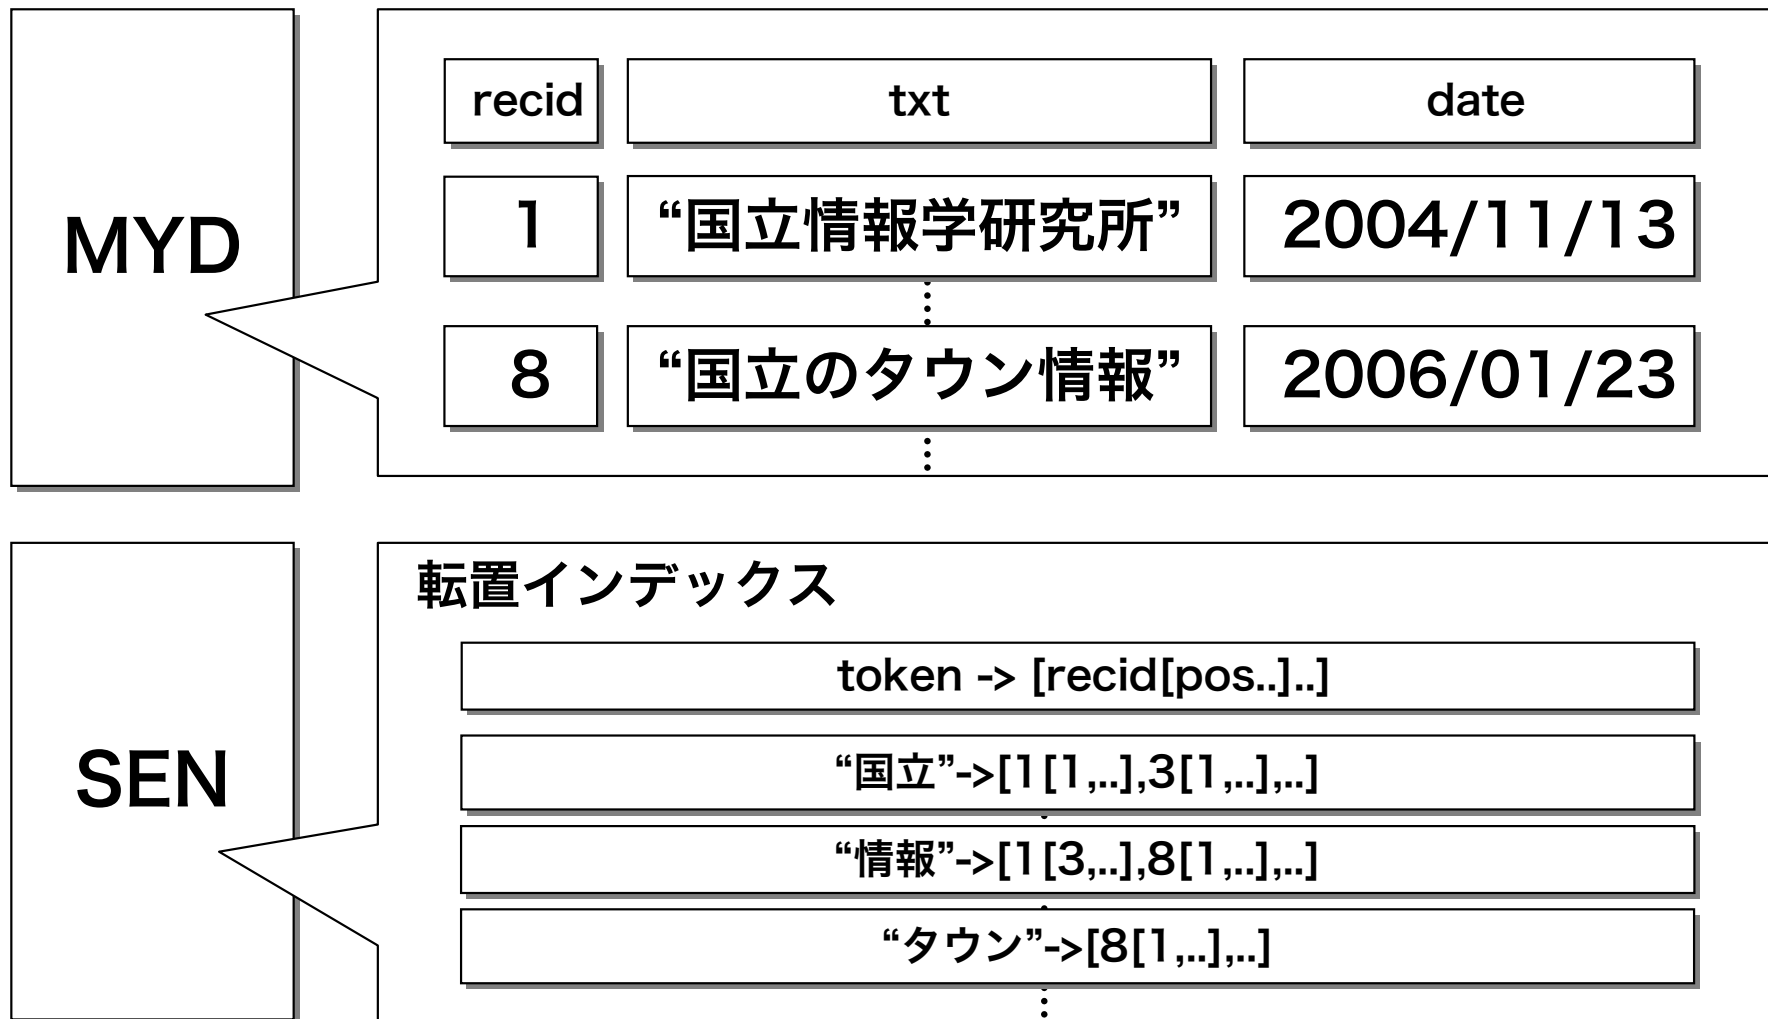 MYD
recid txt date
1 “国立情報学研究所” 2004/11/13
8 “国立のタウン情報” 2006/01/23
SEN
転置インデックス
token -> [recid[pos..]..]
“国立”->[1[1,..],3[1,..],..]
“情報”->[1[3,..],8[1,..],..]
“タウン”->[8[1,..],..]